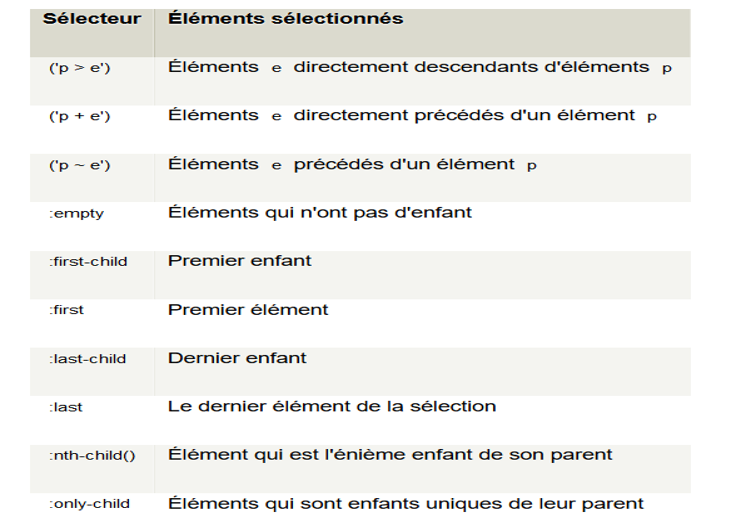 Sélecteur Éléments sélectionnés
('p > e') Éléments e directement descendants d'éléments p
('p + e') Éléments e directement précédés d'un élément p
('p ~ e') Éléments e précédés d'un élément p
:empty Éléments qui n'ont pas d'enfant
:first-child Premier enfant
:first Premier élément
:last-child Dernier enfant
:last Le dernier élément de la sélection
:nth-child() Élément qui est l'énième enfant de son parent
:only-child Éléments qui sont enfants uniques de leur parent